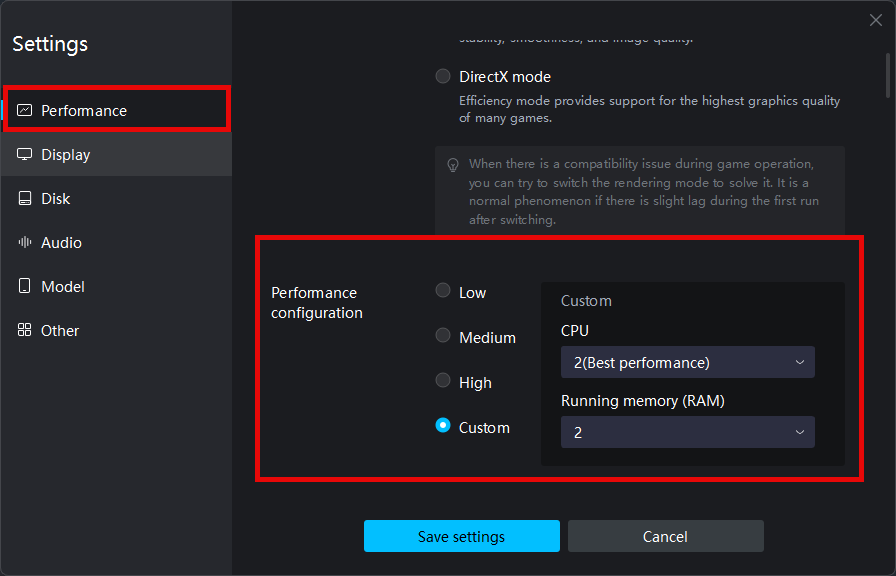 Settings
Performance
Display
Disk
Audio
Model
Other
stability, smoothness, and image quality.
DirectX mode
Efficiency mode provides support for the highest graphics quality
of many games.
When there is a compatibility issue during game operation,
you can try to switch the rendering mode to solve it. It is a
normal phenomenon if there is slight lag during the first run
after switching.
Performance
configuration
Low
Medium
High
Custom
Custom
CPU
2(Best performance)
Running memory (RAM)
2
Save settings
Cancel